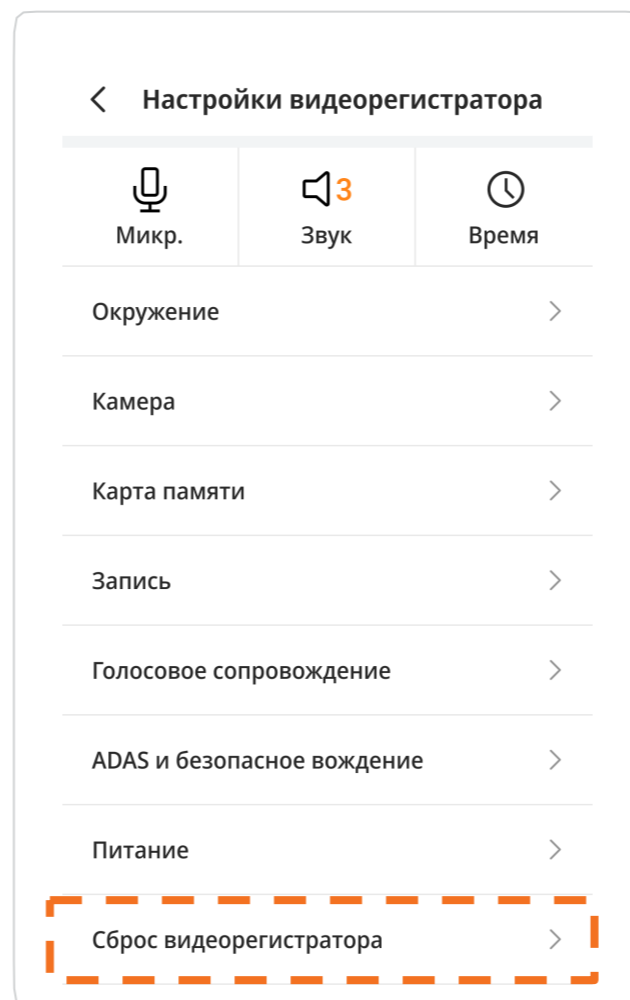 Настройки видеорегистратора
3
Микр.
Звук
Время
Окружение
Камера
Карта памяти
Запись
Голосовое сопровождение
ADAS и безопасное вождение
Питание
Сброс видеорегистратора